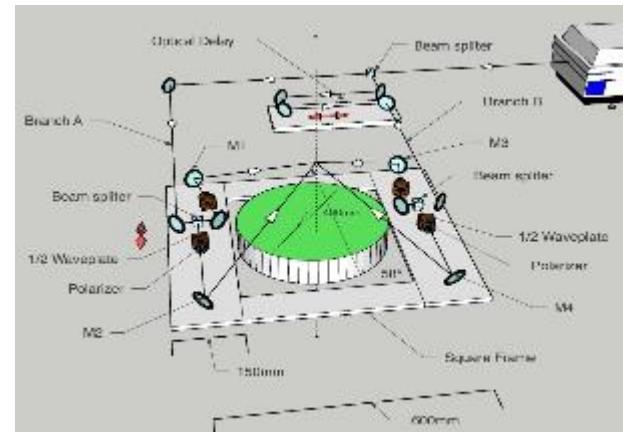 Optical Delay
Beam spliter
Branch A
Branch B
M1
M3
Beam spliter
Beam spliter
1/2 Waveplate
1/2 Waveplate
Polarizer
Polarizer
M2
M4
150mm
Square Frame
600mm